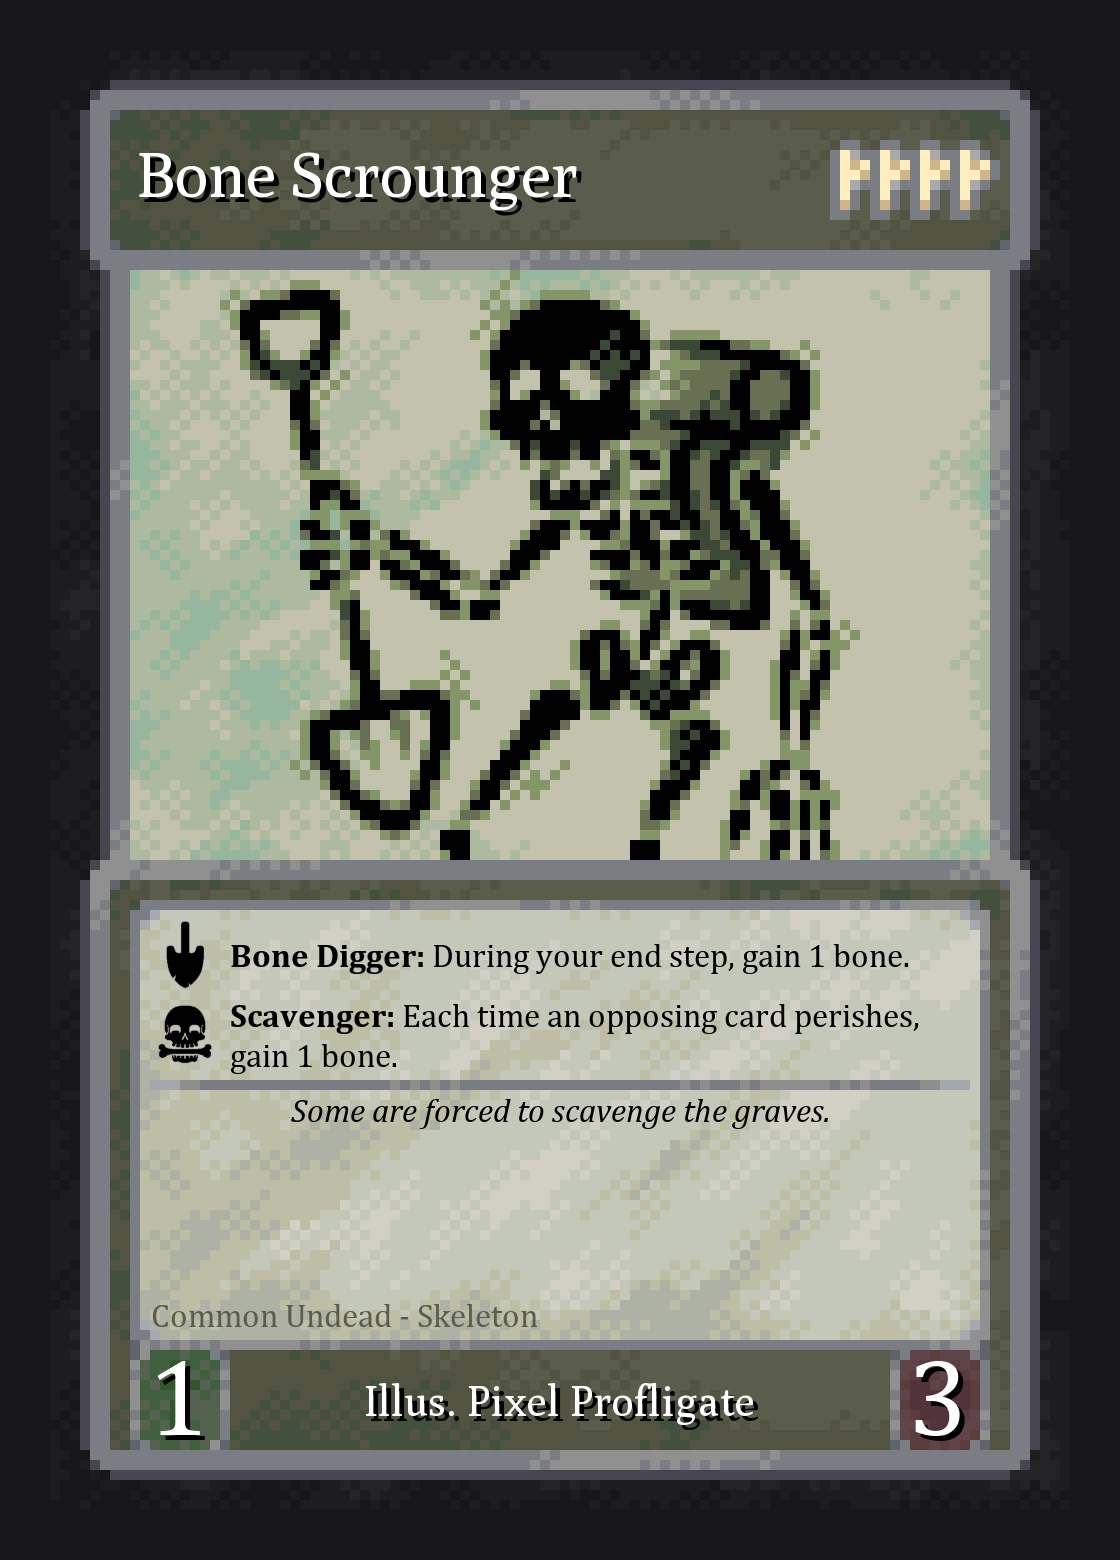 Bone Scrounger
Bone Digger: During your end step, gain 1 bone.
Scavenger: Each time an opposing card perishes,
gain 1 bone.
Some are forced to scavenge the graves.
Common Undead - Skeleton
1
Illus. Pixel Profligate
3